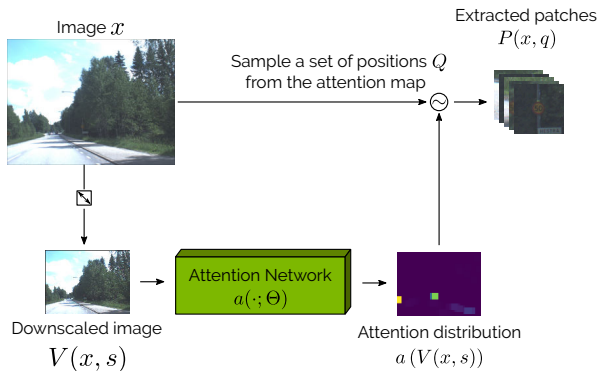 Image x
Extracted patches
P(x, q)
Sample a set of positions Q
from the attention map
Attention Network
a(·; Θ)
Downscaled image
V(x, s)
Attention distribution
a (V(x, s))